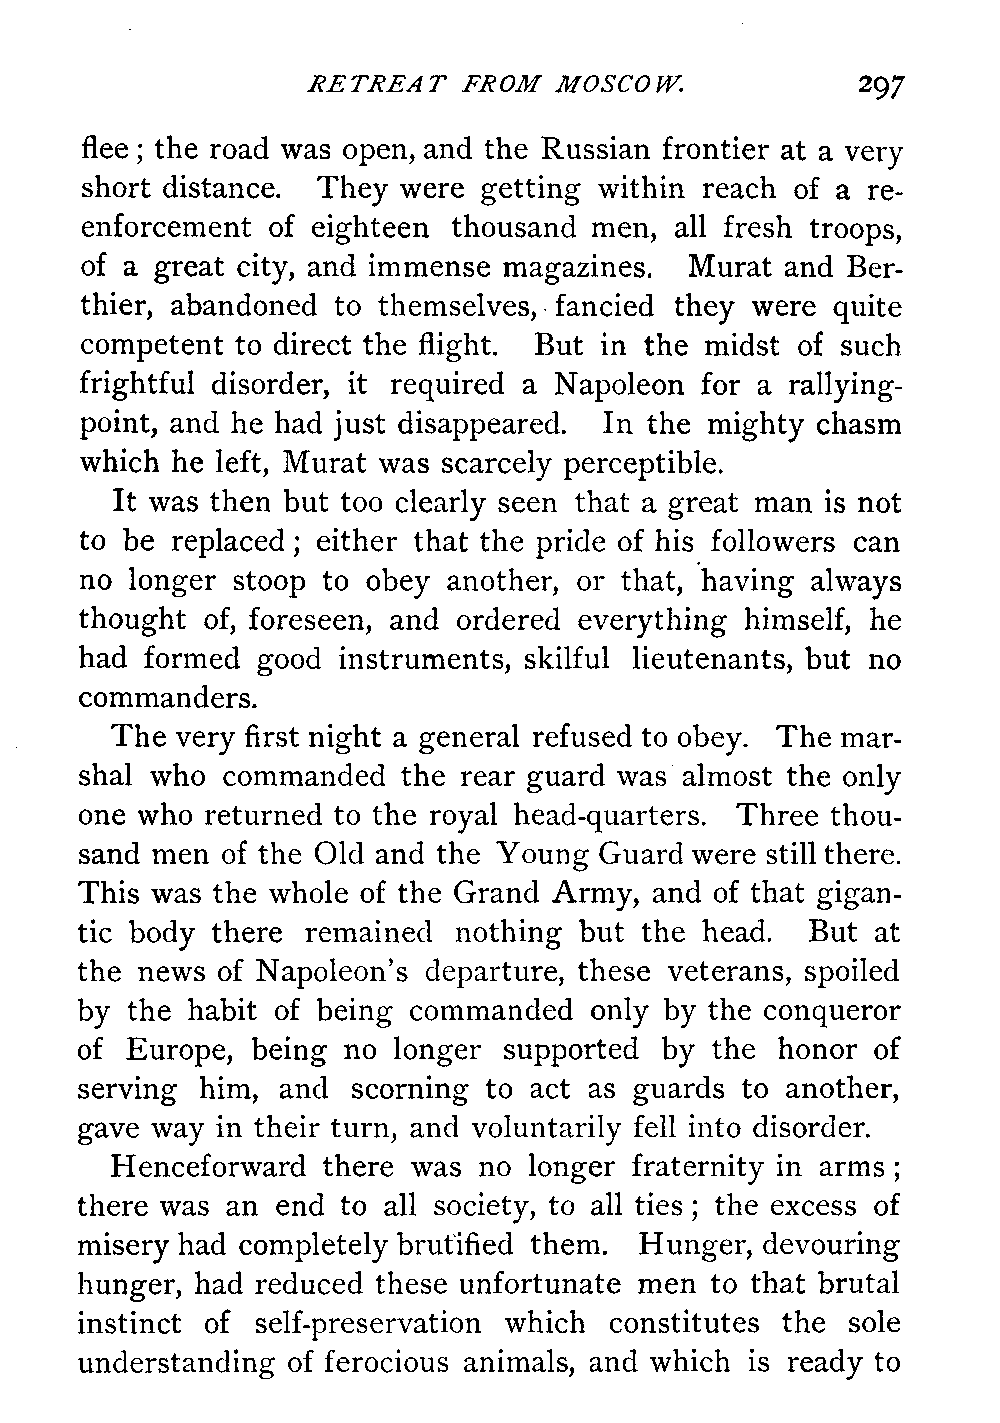 RETREAT FROM MOSCOW. 297
flee ; the road was open, and the Russian frontier at a very
short distance. They were getting within reach of a re-
enforcement of eighteen thousand men, all fresh troops,
of a great city, and immense magazines. Murat and Ber-
thier, abandoned to themselves, fancied they were quite
competent to direct the flight. But in the midst of such
frightful disorder, it required a Napoleon for a rallying-
point, and he had just disappeared. In the mighty chasm
which he left, Murat was scarcely perceptible.
It was then but too clearly seen that a great man is not
to be replaced ; either that the pride of his followers can
no longer stoop to obey another, or that, having always
thought of, foreseen, and ordered everything himself, he
had formed good instruments, skilful lieutenants, but no
commanders.
The very first night a general refused to obey. The mar-
shal who commanded the rear guard was almost the only
one who returned to the royal head-quarters. Three thou-
sand men of the Old and the Young Guard were still there.
This was the whole of the Grand Army, and of that gigan-
tic body there remained nothing but the head. But at
the news of Napoleon's departure, these veterans, spoiled
by the habit of being commanded only by the conqueror
of Europe, being no longer supported by the honor of
serving him, and scorning to act as guards to another,
gave way in their turn, and voluntarily fell into disorder.
Henceforward there was no longer fraternity in arms ;
there was an end to all society, to all ties ; the excess of
misery had completely brutified them. Hunger, devouring
hunger, had reduced these unfortunate men to that brutal
instinct of self-preservation which constitutes the sole
understanding of ferocious animals, and which is ready to